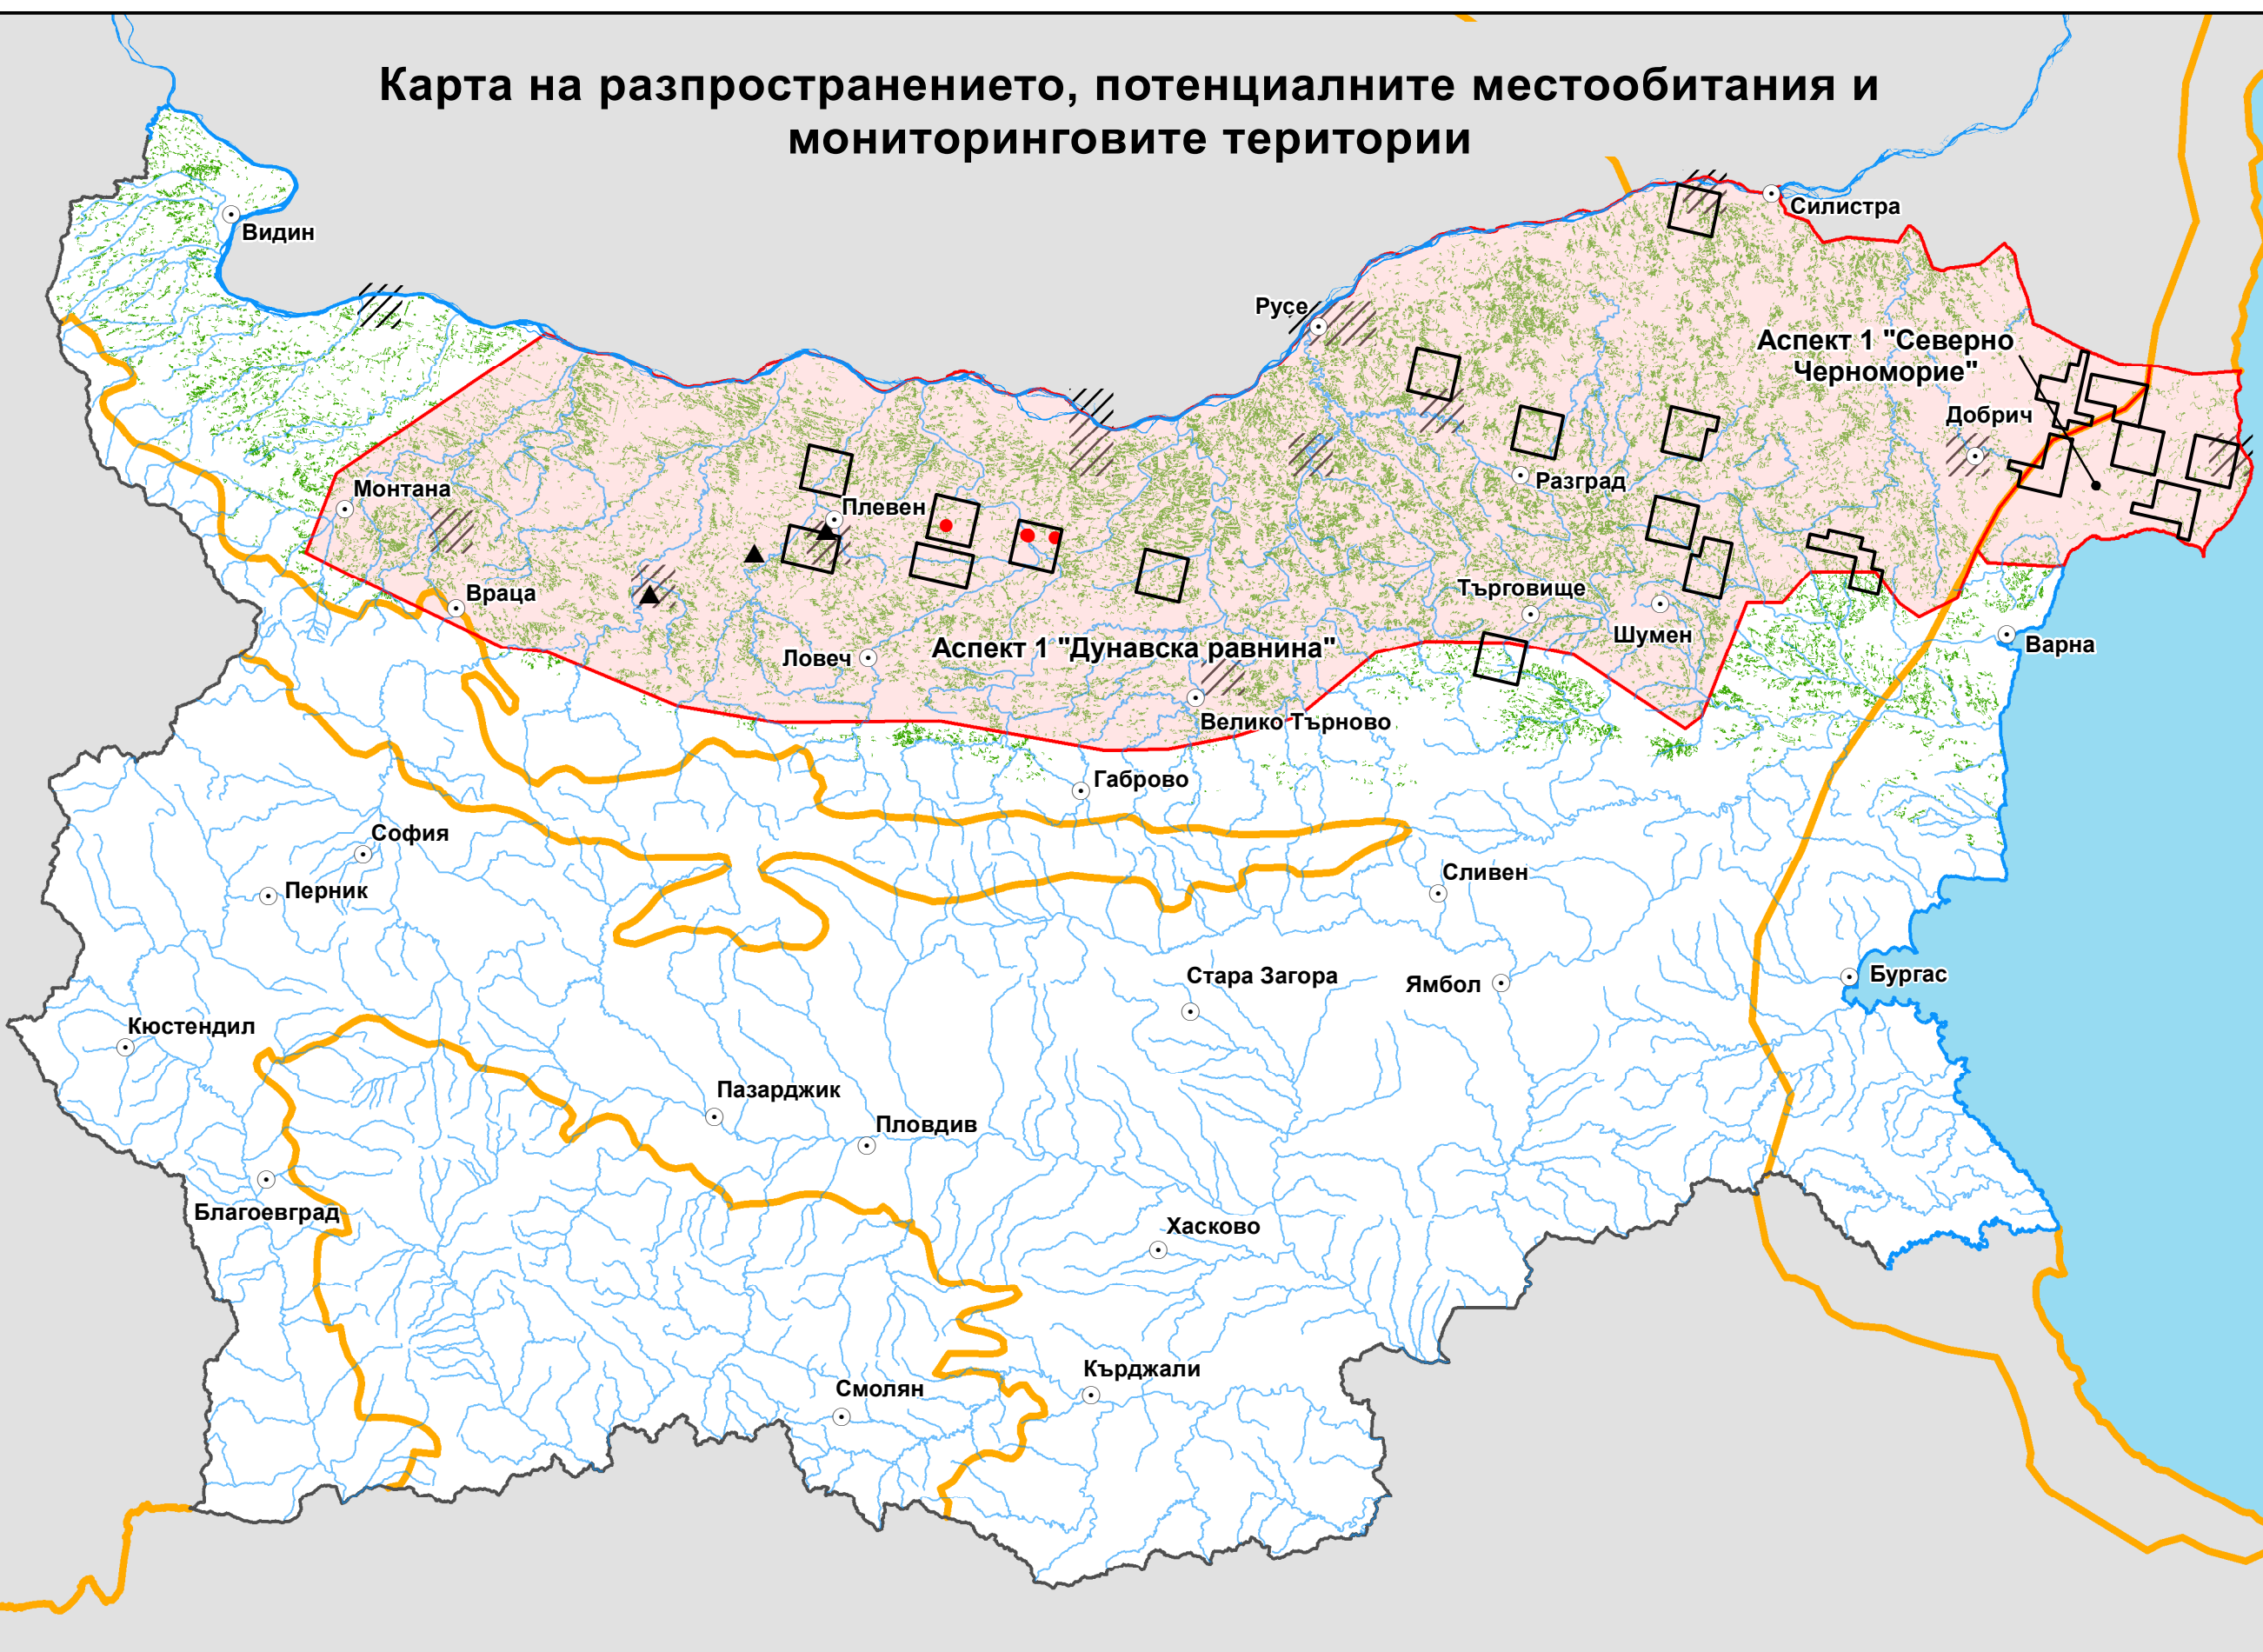 Карта на разпространението, потенциалните местообитания и
мониторинговите територии
Силистра
Видин
Русе
Аспект 1 "Северно
Черноморие"
Добрич
Монтана
Плевен
Разград
Враца
Търговище
Шумен
Варна
Ловеч
Аспект 1 "Дунавска равнина"
Велико Търново
Габрово
София
Перник
Сливен
Стара Загора
Ямбол
Бургас
Кюстендил
Пазарджик
Пловдив
Благоевград
Хасково
Кърджали
Смолян